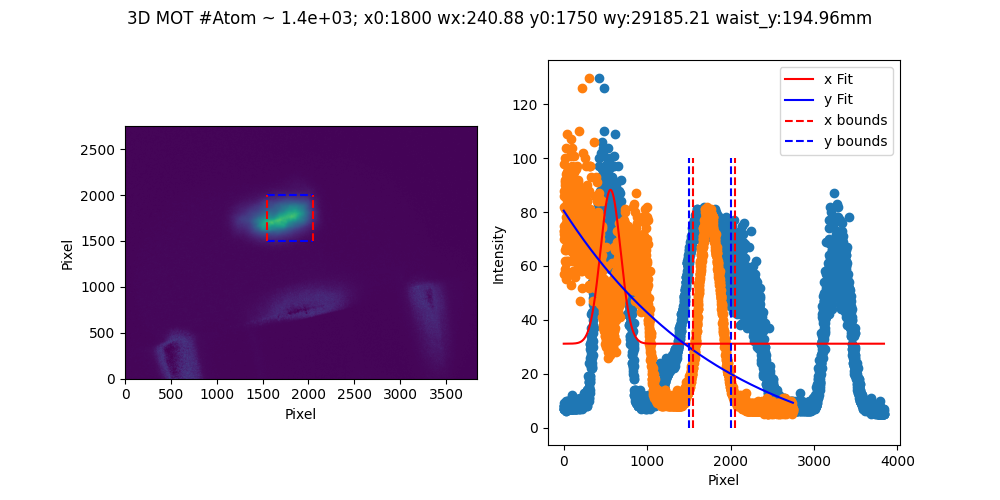 3D MOT #Atom ~ 1.4e+03; x0:1800 wx:240.88 y0:1750 wy:29185.21 waist_y:194.96mm
2500
2000
1500
1000
500
0
Pixel
0 500 1000 1500 2000 2500 3000 3500
Pixel
120
100
80
60
40
20
0
Intensity
0 1000 2000 3000 4000
Pixel
x Fit
y Fit
x bounds
y bounds